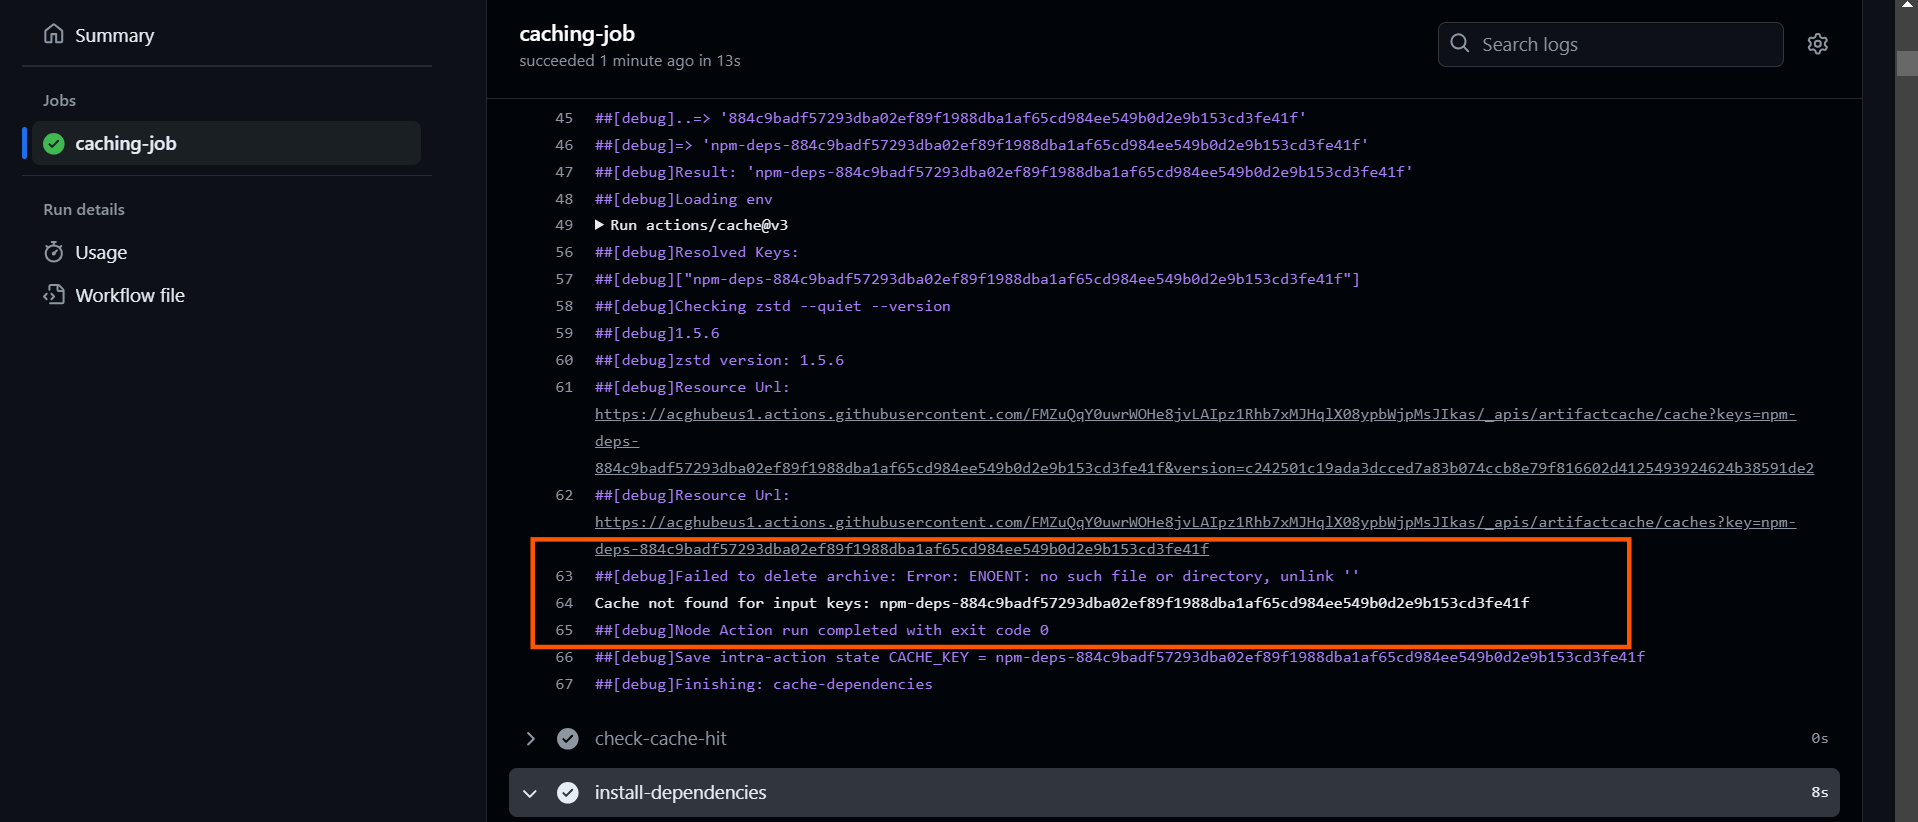 Summary
Jobs
caching-job
Run details
Usage
Workflow file
caching-job
succeeded 1 minute ago in 13s
Search logs
45 ##[debug]..=> '884c9badf57293dba02ef89f1988dba1af65cd984ee549b0d2e9b153cd3fe41f'
46 ##[debug]=> 'npm-deps-884c9badf57293dba02ef89f1988dba1af65cd984ee549b0d2e9b153cd3fe41f'
47 ##[debug]Result: 'npm-deps-884c9badf57293dba02ef89f1988dba1af65cd984ee549b0d2e9b153cd3fe41f'
48 ##[debug]Loading env
49 Run actions/cache@v3
56 ##[debug]Resolved Keys:
57 ##[debug]["npm-deps-884c9badf57293dba02ef89f1988dba1af65cd984ee549b0d2e9b153cd3fe41f"]
58 ##[debug]Checking zstd --quiet --version
59 ##[debug]1.5.6
60 ##[debug]zstd version: 1.5.6
61 ##[debug]Resource Url:
https://acghubeus1.actions.githubusercontent.com/FMZuQqY0uwrWOHe8jvLAIpz1Rhb7xMJHqlX08ypbWjpMsJIkas/_apis/artifactcache/cache?keys=npm-
deps-
884c9badf57293dba02ef89f1988dba1af65cd984ee549b0d2e9b153cd3fe41f&version=c242501c19ada3dcced7a83b074ccb8e79f816602d4125493924624b38591de2
62 ##[debug]Resource Url:
https://acghubeus1.actions.githubusercontent.com/FMZuQqY0uwrWOHe8jvLAIpz1Rhb7xMJHqlX08ypbWjpMsJIkas/_apis/artifactcache/caches?key=npm-
deps-884c9badf57293dba02ef89f1988dba1af65cd984ee549b0d2e9b153cd3fe41f
63 ##[debug]Failed to delete archive: Error: ENOENT: no such file or directory, unlink ''
64 Cache not found for input keys: npm-deps-884c9badf57293dba02ef89f1988dba1af65cd984ee549b0d2e9b153cd3fe41f
65 ##[debug]Node Action run completed with exit code 0
66 ##[debug]Save intra-action state CACHE_KEY = npm-deps-884c9badf57293dba02ef89f1988dba1af65cd984ee549b0d2e9b153cd3fe41f
67 ##[debug]Finishing: cache-dependencies
check-cache-hit 0s
install-dependencies 8s